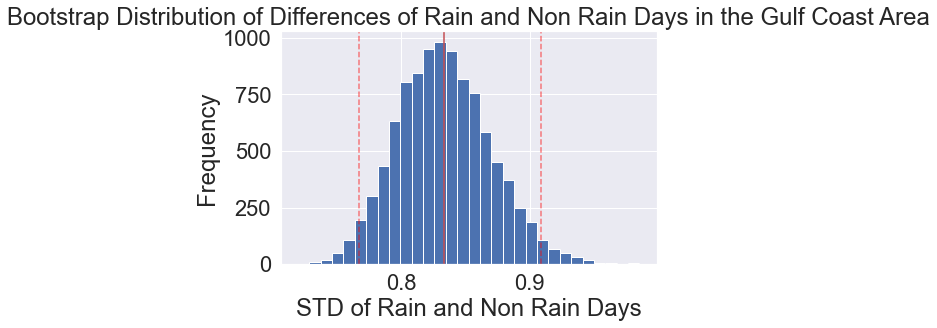 Bootstrap Distribution of Differences of Rain and Non Rain Days in the Gulf Coast Area
1000
750
500
250
0
Frequency
0.8 0.9
STD of Rain and Non Rain Days